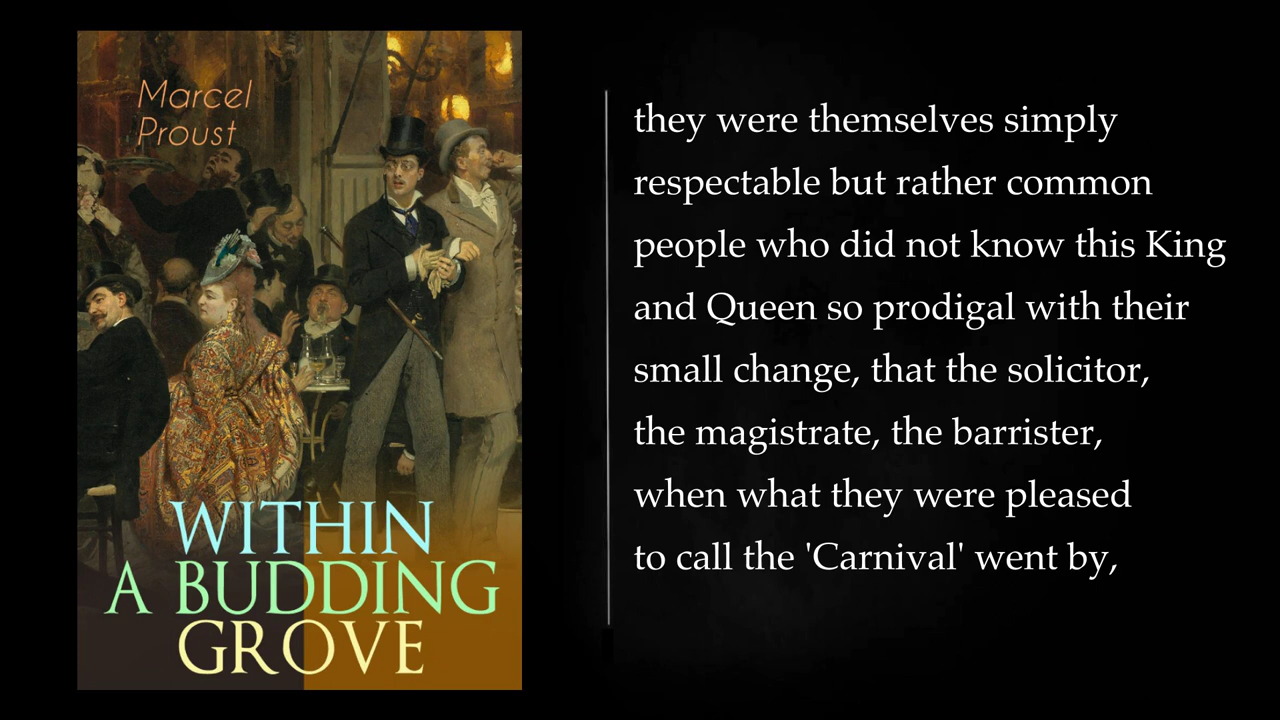 Marcel
Proust
WITHIN
A BUDDING
GROVE
they were themselves simply
respectable but rather common
people who did not know this King
and Queen so prodigal with their
small change, that the solicitor,
the magistrate, the barrister,
when what they were pleased
to call the 'Carnival' went by,